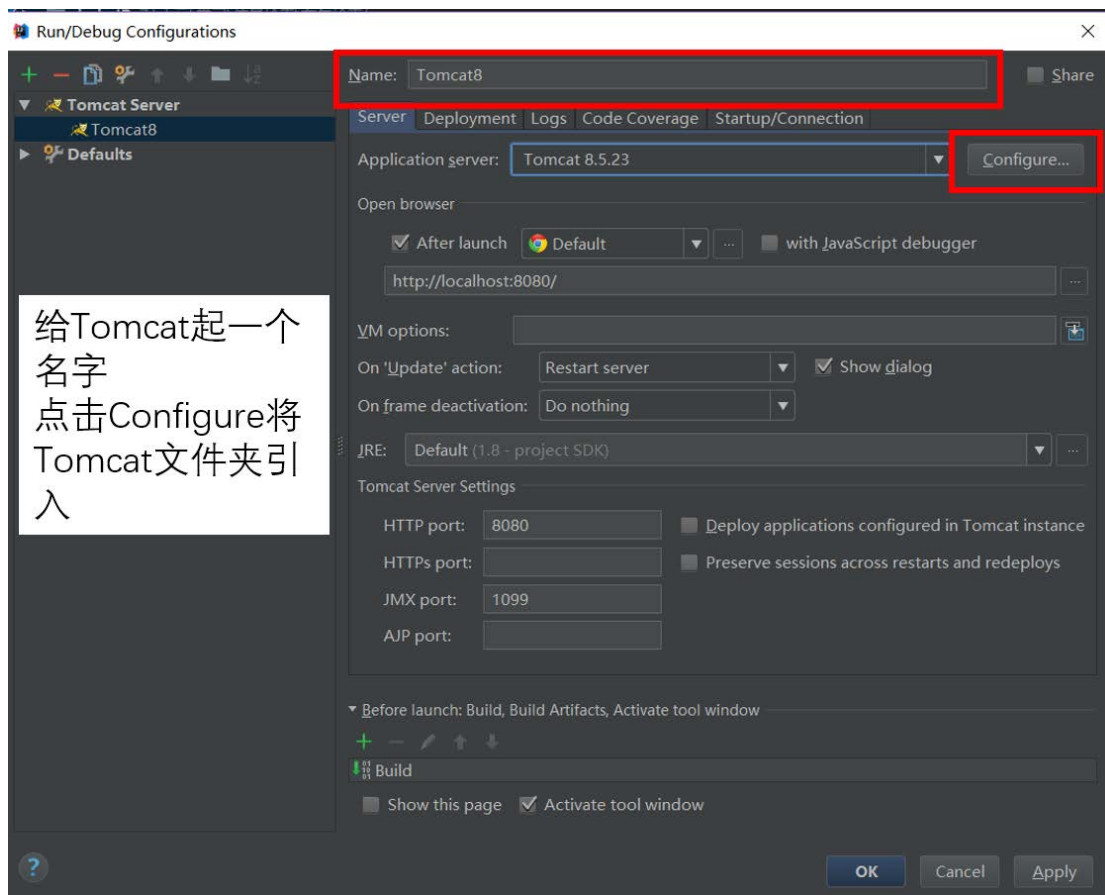 Run/Debug Configurations
Name: Tomcat8
Share
Tomcat Server
Tomcat8
Defaults
Server Deployment Logs Code Coverage Startup/Connection
Application server: Tomcat 8.5.23 Configure...
Open browser
After launch Default ... with JavaScript debugger
http://localhost:8080/ ...
给Tomcat起一个
名字
点击Configure将
Tomcat文件夹引
入
VM options:
On 'Update' action: Restart server Show dialog
On frame deactivation: Do nothing
JRE: Default (1.8 - project SDK) ...
Tomcat Server Settings
HTTP port: 8080 Deploy applications configured in Tomcat instance
HTTPs port: Preserve sessions across restarts and redeploys
JMX port: 1099
AJP port:
Before launch: Build, Build Artifacts, Activate tool window
Build
Show this page Activate tool window
? OK Cancel Apply